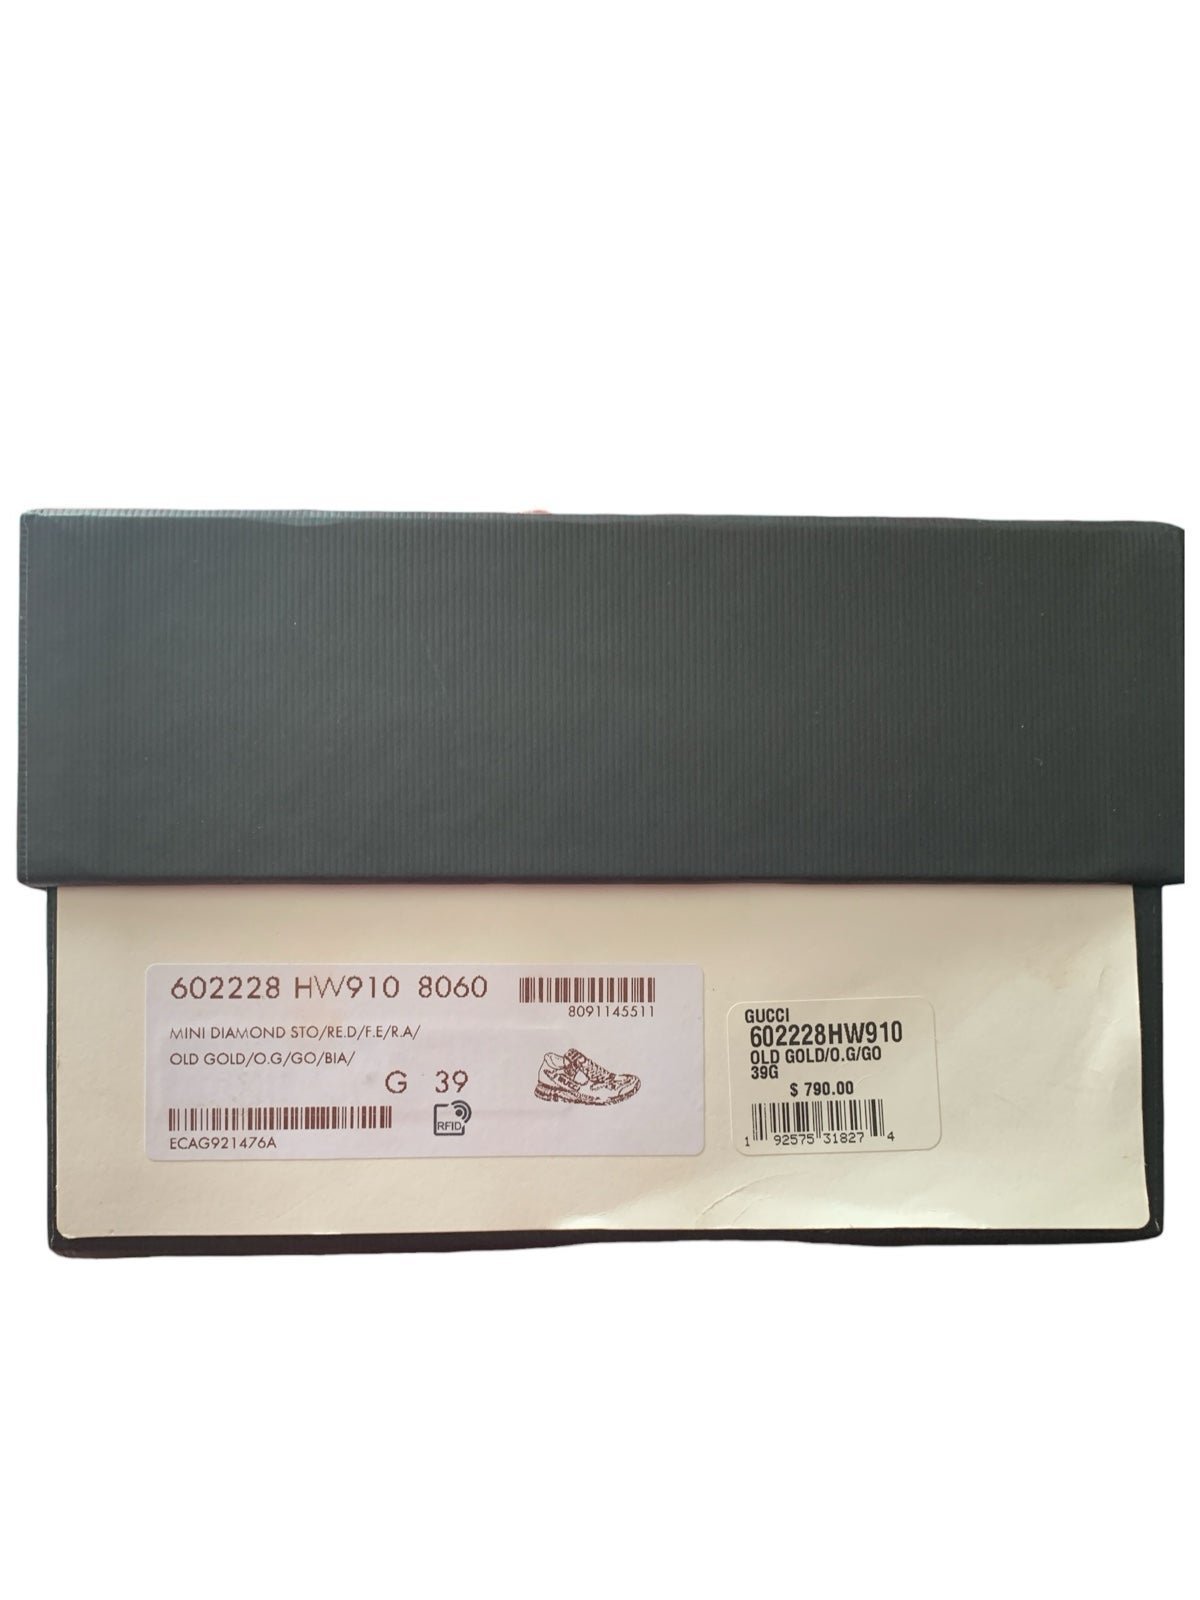 602228 HW910 8060
8091145511
MINI DIAMOND STO/RE.D/F.E/R.A/
OLD GOLD/O.G/GO/BIA/
G 39
RFID
ECAG921476A
GUCCI
GUCCI
602228HW910
OLD GOLD/O.G/GO
39G
$ 790.00
1 92575 31827 4